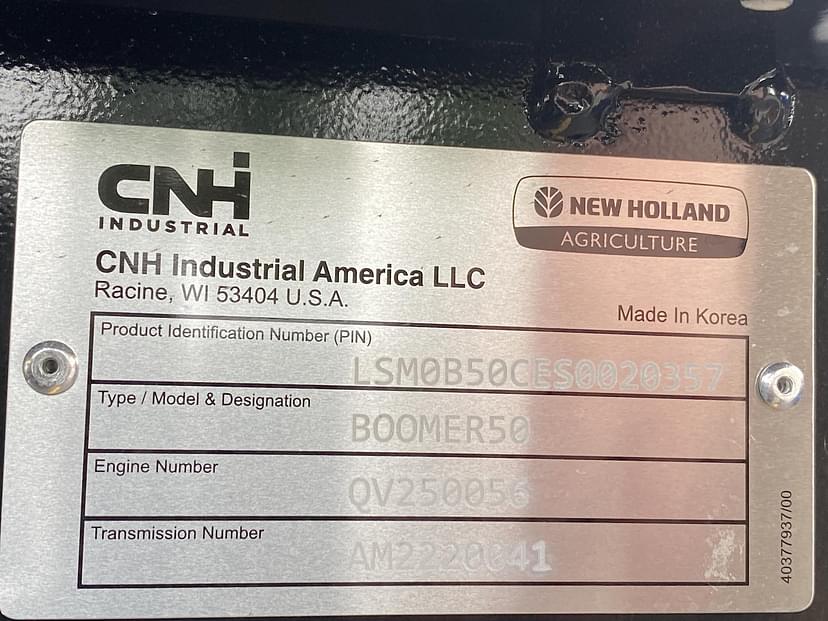 CNH
INDUSTRIAL
NEW HOLLAND
AGRICULTURE
CNH Industrial America LLC
Racine, WI 53404 U.S.A.
Made In Korea
Product Identification Number (PIN)
LSM0B50CES0020357
Type / Model & Designation
BOOMER50
Engine Number
QV250056
Transmission Number
AM2220041
40377937/00